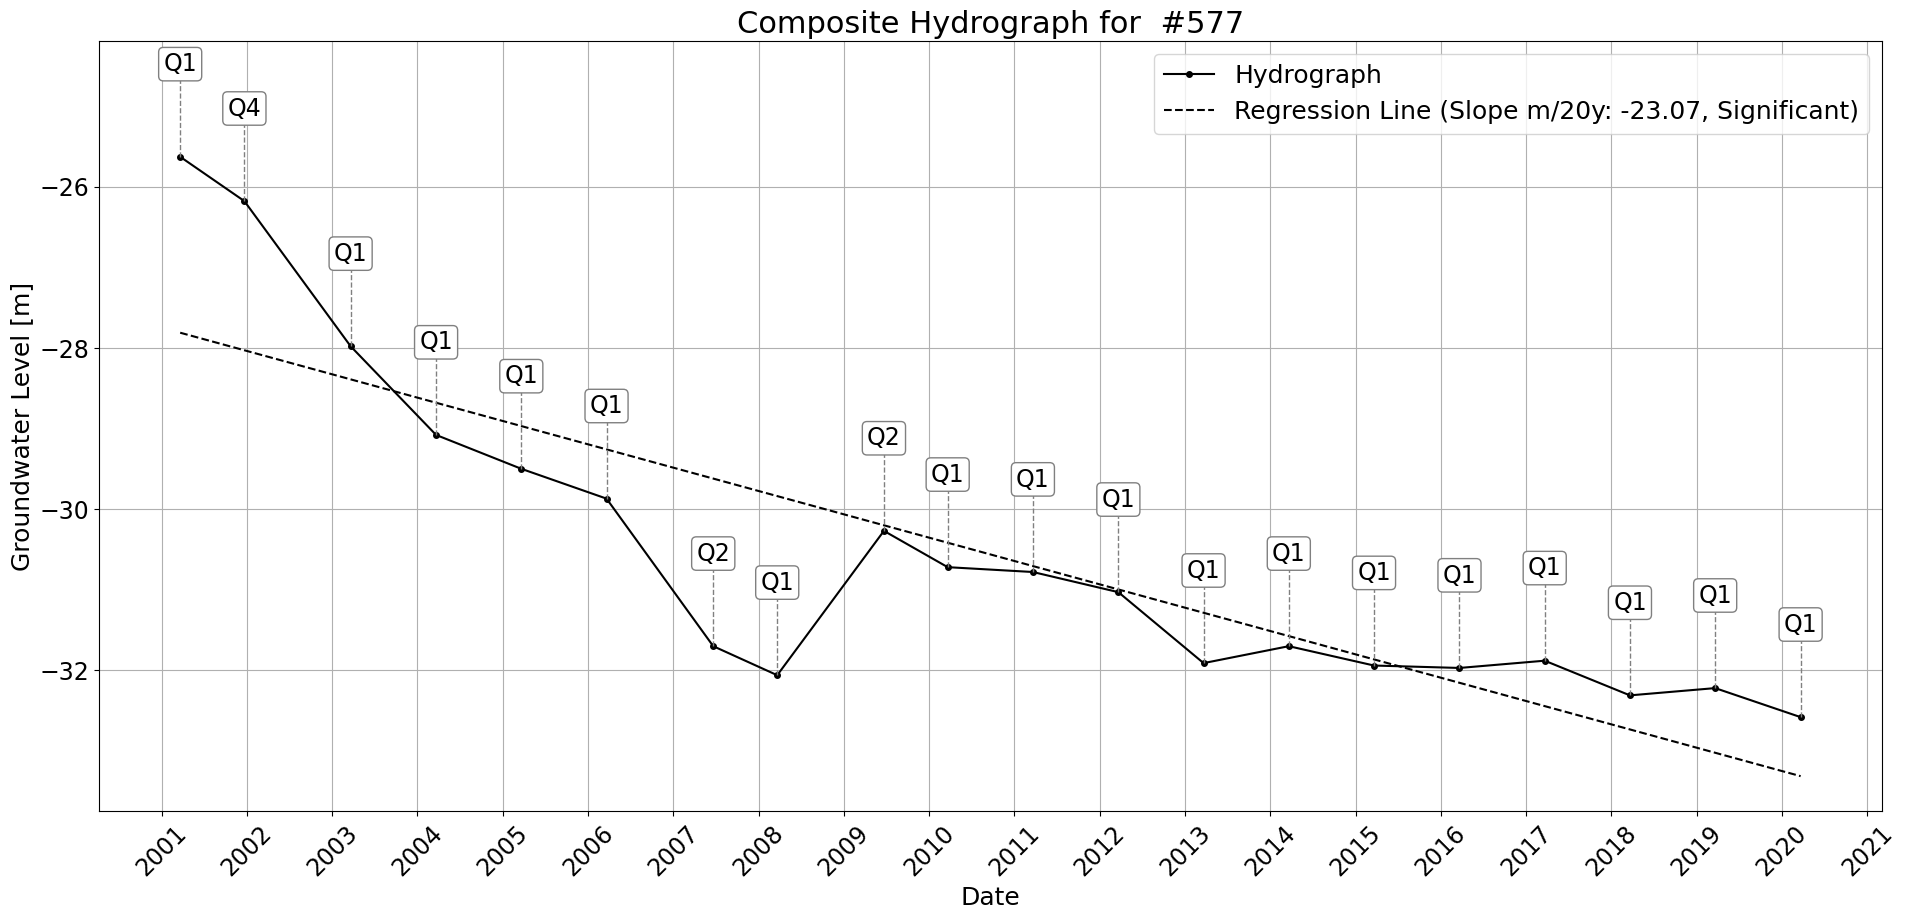 Composite Hydrograph for  #577
Hydrograph
Regression Line (Slope m/20y: -23.07, Significant)
Q1
Q4
Q1
Q1
Q1
Q1
Q2
Q1
Q2
Q1
Q1
Q1
Q1
Q1
Q1
Q1
Q1
Q1
Q1
Q1
Groundwater Level [m]
−26
−28
−30
−32
2001
2002
2003
2004
2005
2006
2007
2008
2009
2010
2011
2012
2013
2014
2015
2016
2017
2018
2019
2020
2021
Date